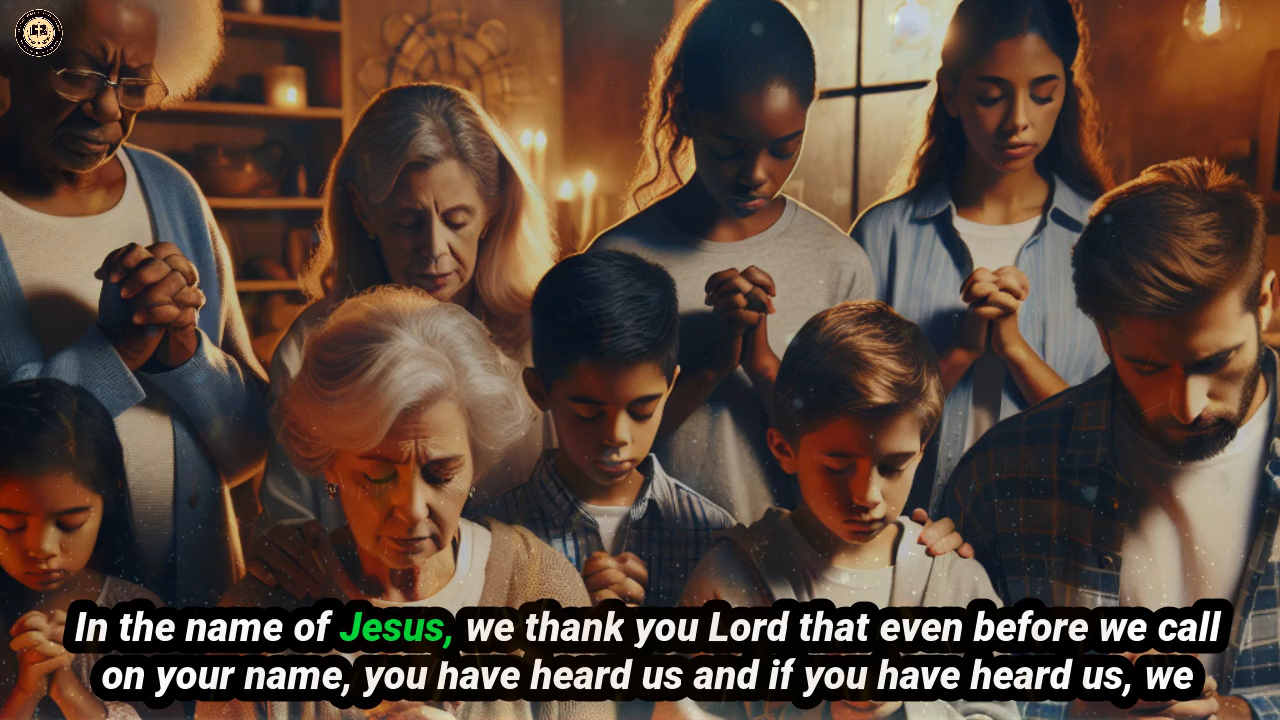 In the name of Jesus, we thank you Lord that even before we call
on your name, you have heard us and if you have heard us, we